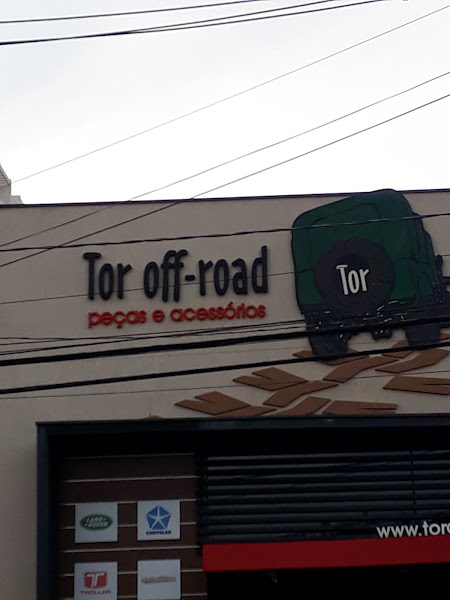 Tor off-road
peças e acessórios
Tor
LAND ROVER
CHRYSLER
TROLLER
www.tor